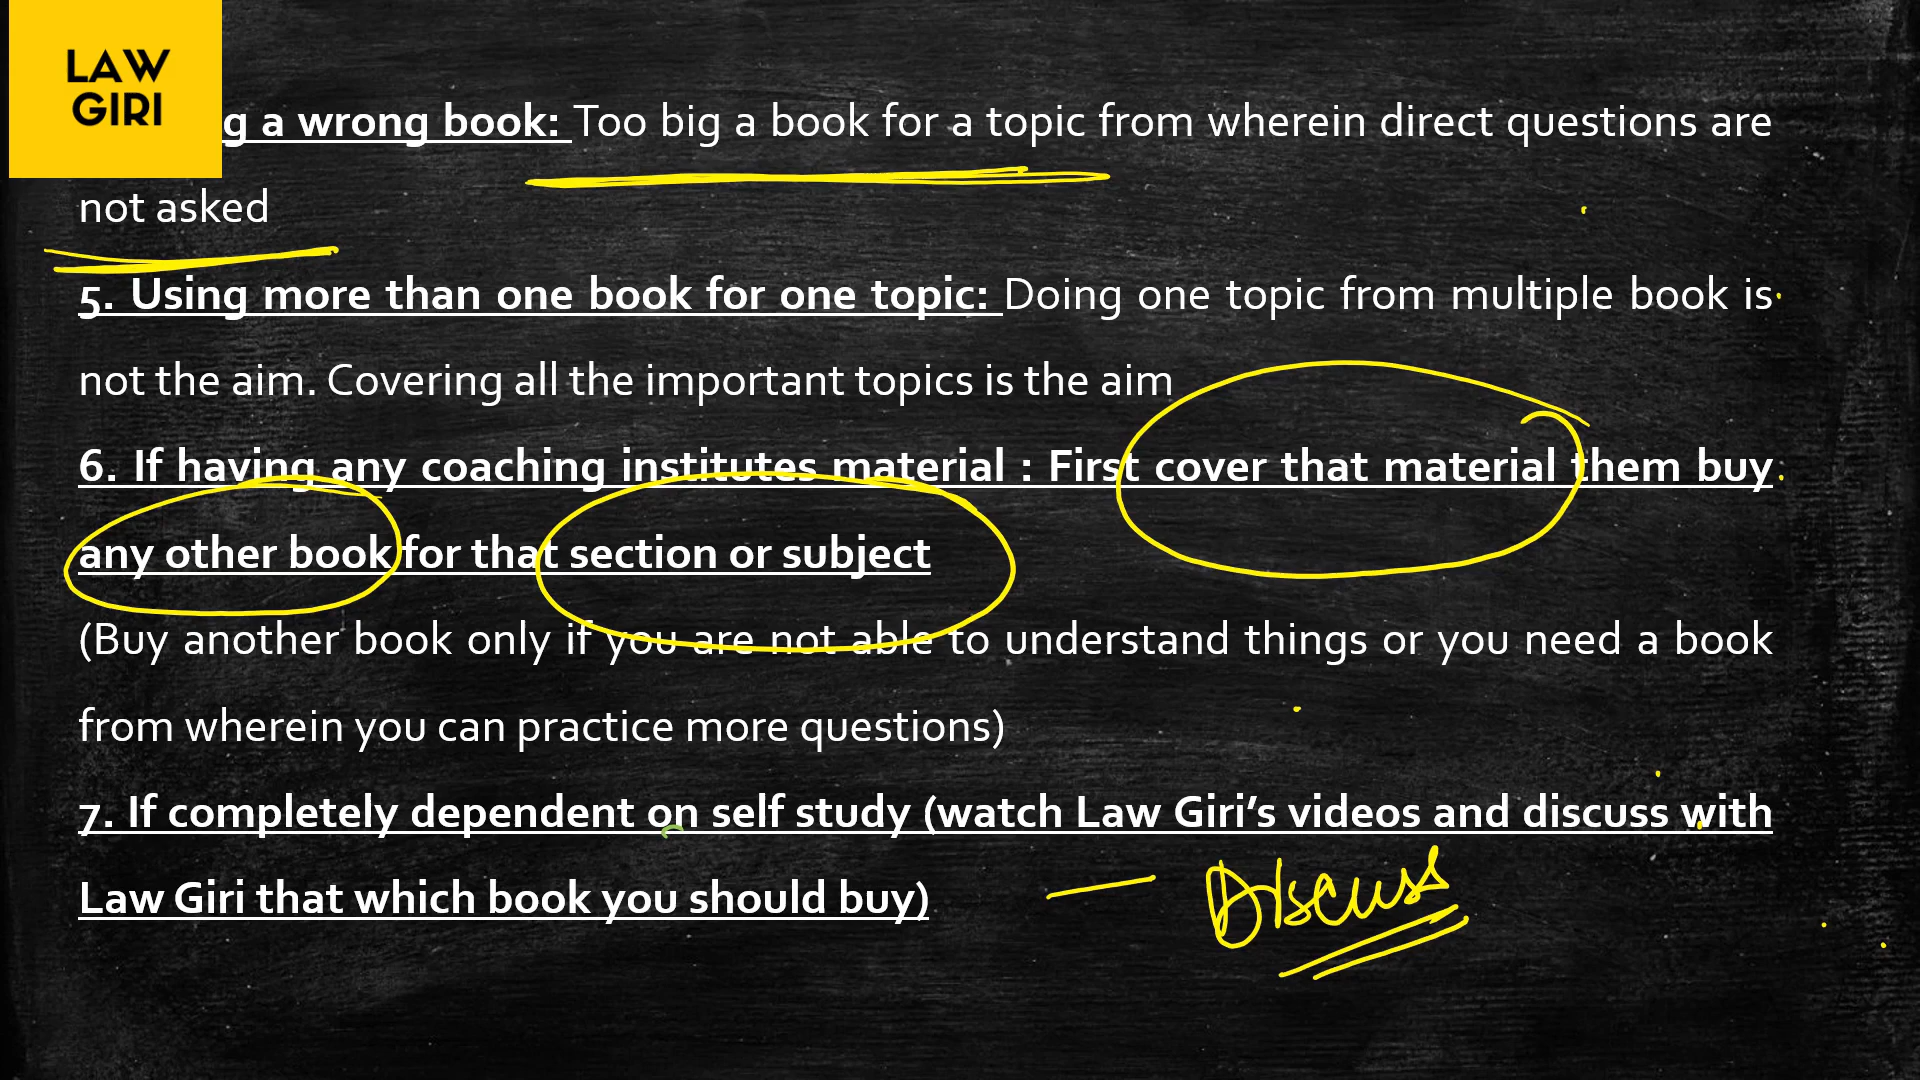 LAW
GIRI
g a wrong book: Too big a book for a topic from wherein direct questions are
not asked
5. Using more than one book for one topic: Doing one topic from multiple book is
not the aim. Covering all the important topics is the aim
6. If having any coaching institutes material : First cover that material them buy
any other book for that section or subject
(Buy another book only if you are not able to understand things or you need a book
from wherein you can practice more questions)
7. If completely dependent on self study (watch Law Giri’s videos and discuss with
Law Giri that which book you should buy)
— Discuss